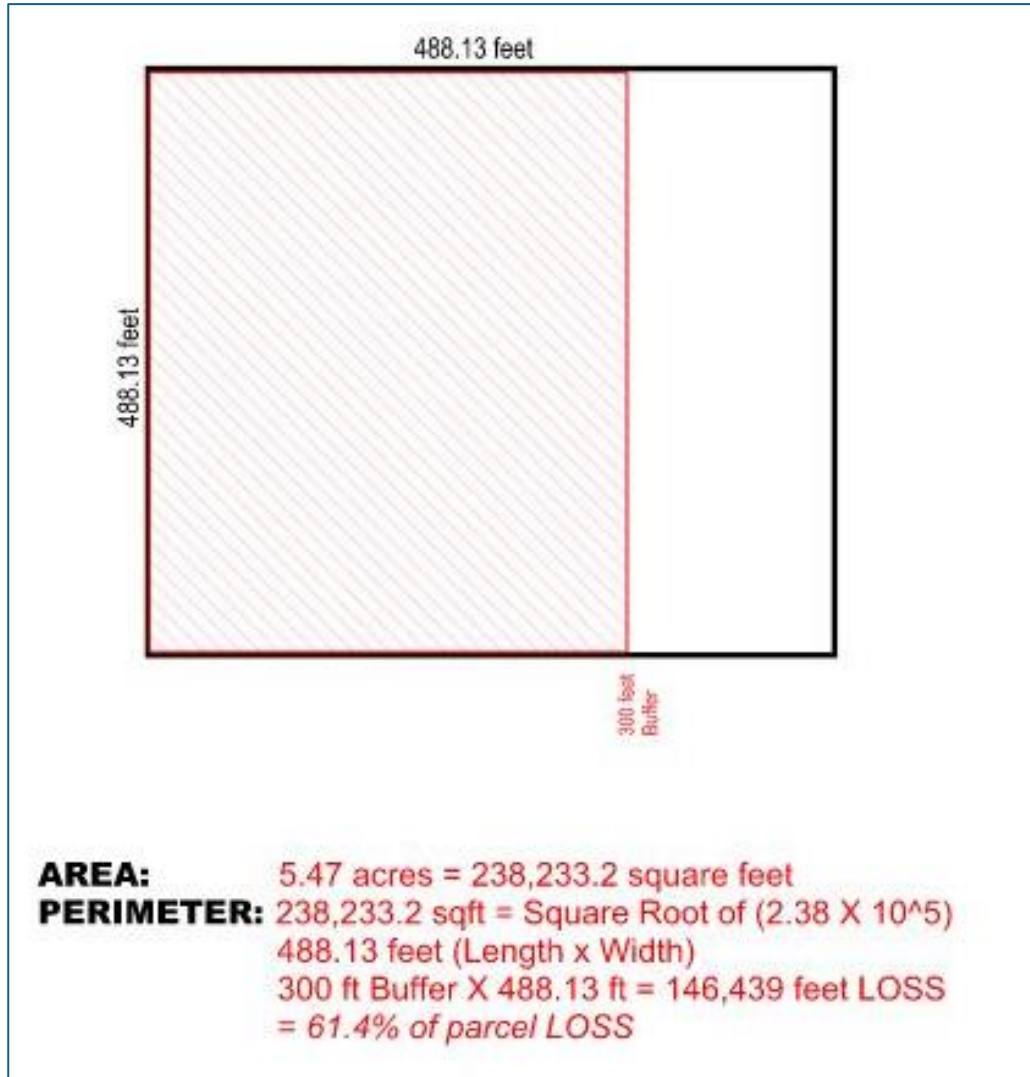 488.13 feet
488.13 feet
300 feet
Buffer
AREA: 5.47 acres = 238,233.2 square feet
PERIMETER: 238,233.2 sqft = Square Root of (2.38 X 10^5)
488.13 feet (Length x Width)
300 ft Buffer X 488.13 ft = 146,439 feet LOSS
= 61.4% of parcel LOSS